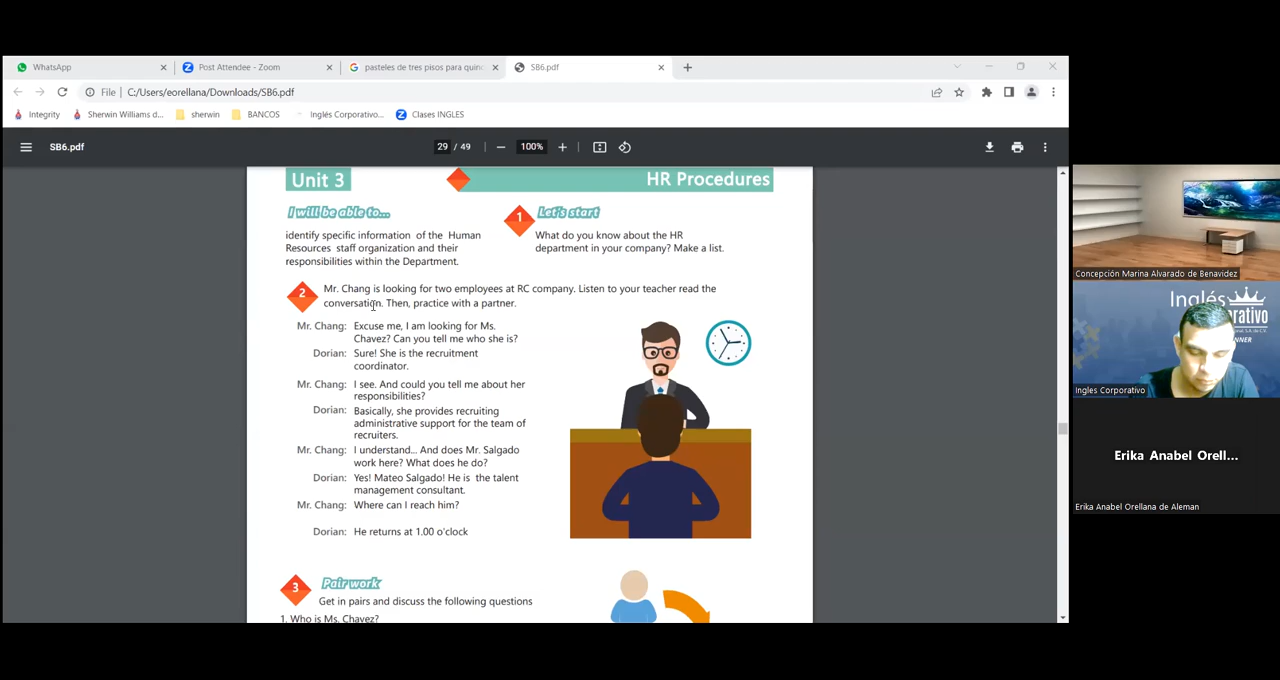 WhatsApp
Post Attendee - Zoom
pasteles de tres pisos para quinc
SB6.pdf
File
C:/Users/eorellana/Downloads/SB6.pdf
Integrity
Sherwin Williams d...
sherwin
BANCOS
Inglés Corporativo...
Clases INGLES
SB6.pdf
29 / 49
100%
Unit 3
HR Procedures
I will be able to...
identify specific information of the Human
Resources staff organization and their
responsibilities within the Department.
1
Let's start
What do you know about the HR
department in your company? Make a list.
2
Mr. Chang is looking for two employees at RC company. Listen to your teacher read the
conversation. Then, practice with a partner.
Mr. Chang: Excuse me, I am looking for Ms.
Chavez? Can you tell me who she is?
Dorian: Sure! She is the recruitment
coordinator.
Mr. Chang: I see. And could you tell me about her
responsibilities?
Dorian: Basically, she provides recruiting
administrative support for the team of
recruiters.
Mr. Chang: I understand... And does Mr. Salgado
work here? What does he do?
Dorian: Yes! Mateo Salgado! He is the talent
management consultant.
Mr. Chang: Where can I reach him?
Dorian: He returns at 1.00 o'clock
3
Pair work
Get in pairs and discuss the following questions
1. Who is Ms. Chavez?
Concepción Marina Alvarado de Benavidez
Inglés
Ingles Corporativo
Erika Anabel Orell...
Erika Anabel Orellana de Aleman